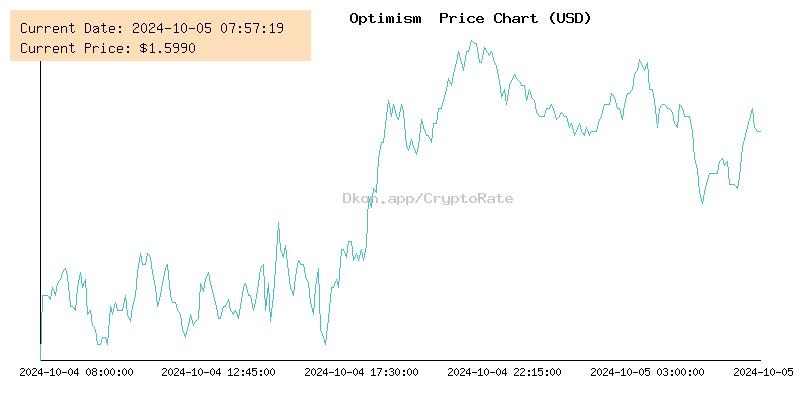 Optimism  Price Chart (USD)
Current Date: 2024-10-05 07:57:19
Current Price: $1.5990
Dkon.app/CryptoRate
2024-10-04 08:00:00 2024-10-04 12:45:00 2024-10-04 17:30:00 2024-10-04 22:15:00 2024-10-05 03:00:00 2024-10-05